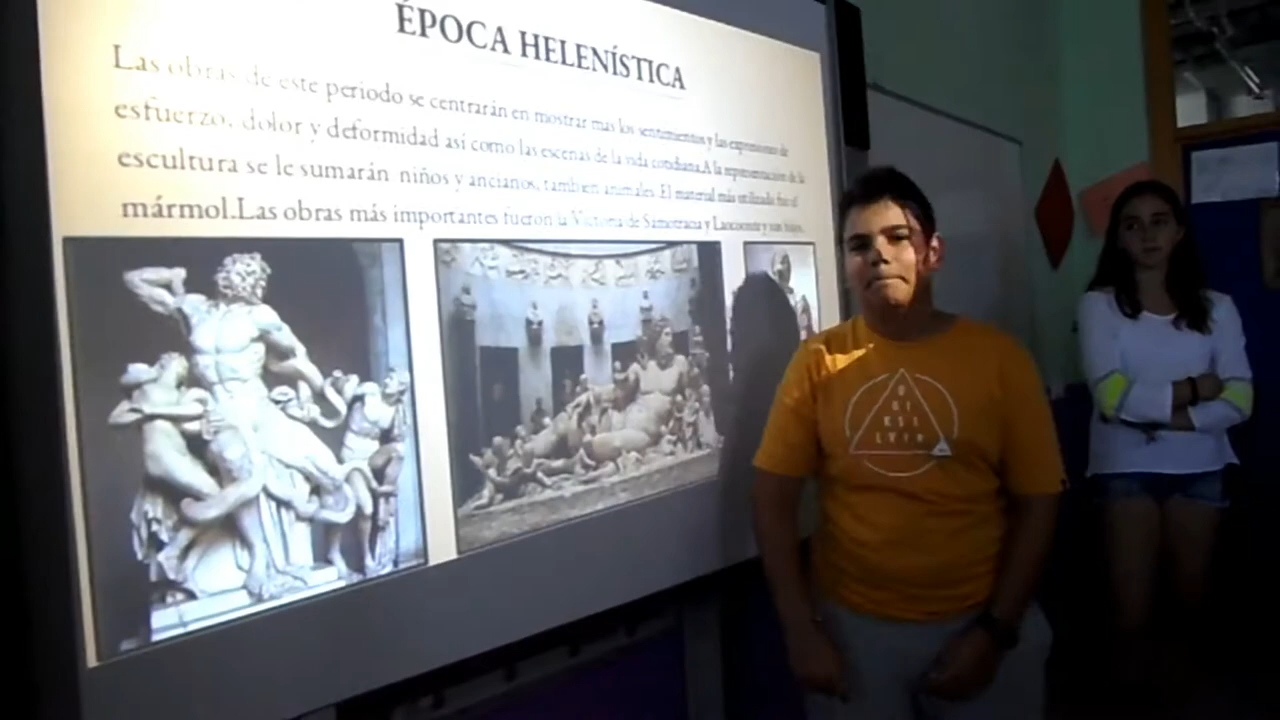 ÉPOCA HELENÍSTICA
Las obras de este periodo se centrarán en mostrar mas los sentimientos y las expresiones de
esfuerzo, dolor y deformidad así como las escenas de la vida cotidiana.A la representación de la
escultura se le sumarán niños y ancianos, tambien animales. El material más utilizado fue el
mármol.Las obras más importantes fueron la Victoria de Samotracia y Laocoonte y sus hijos.